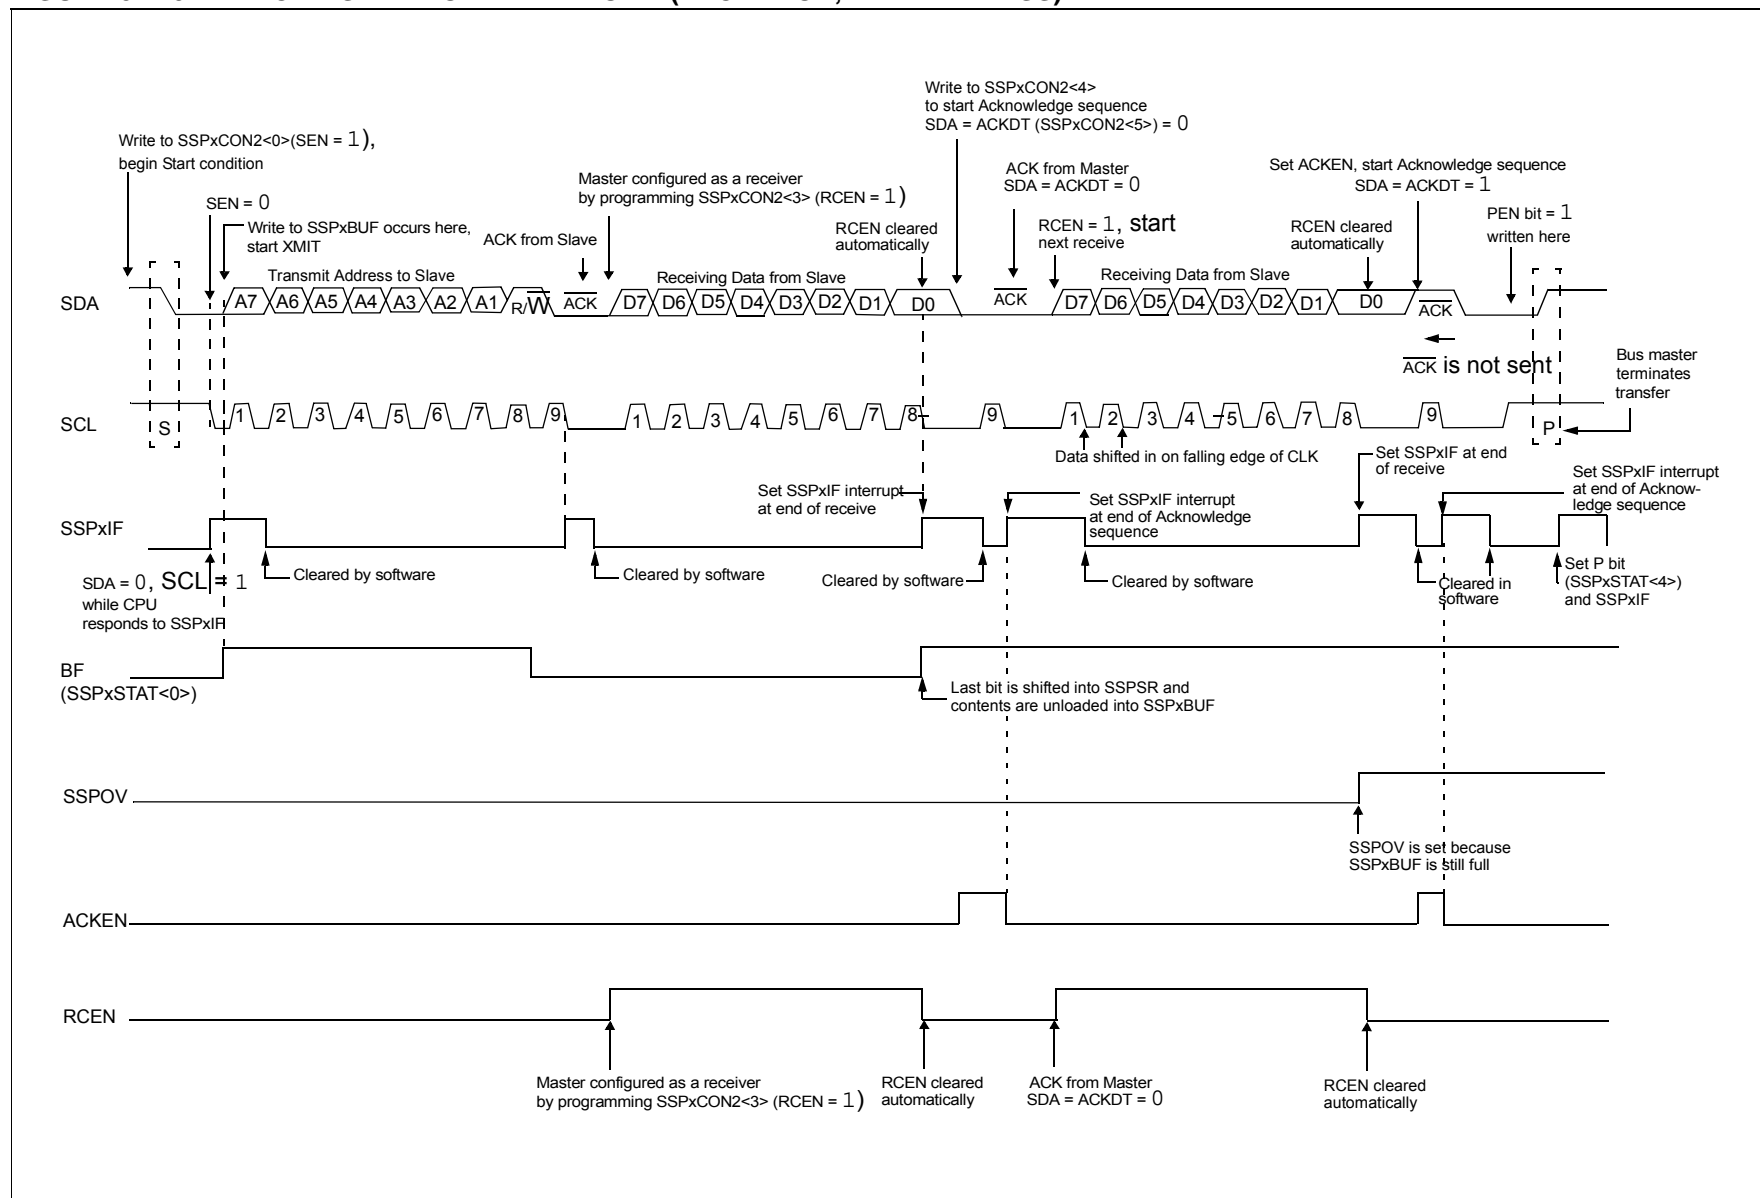 Write to SSPxCON2<4>
to start Acknowledge sequence
SDA = ACKDT (SSPxCON2<5>) = 0
Write to SSPxCON2<0>(SEN = 1),
begin Start condition
ACK from Master
SDA = ACKDT = 0
Set ACKEN, start Acknowledge sequence
SDA = ACKDT = 1
Master configured as a receiver
by programming SSPxCON2<3> (RCEN = 1)
SEN = 0
Write to SSPxBUF occurs here,
start XMIT
ACK from Slave
RCEN cleared
automatically
RCEN = 1, start
next receive
RCEN cleared
automatically
PEN bit = 1
written here
Transmit Address to Slave
Receiving Data from Slave
Receiving Data from Slave
SDA
A7 A6 A5 A4 A3 A2 A1 R/W ACK D7 D6 D5 D4 D3 D2 D1 D0 ACK D7 D6 D5 D4 D3 D2 D1 D0 ACK
ACK is not sent
Bus master
terminates
transfer
SCL
S 1 2 3 4 5 6 7 8 9 1 2 3 4 5 6 7 8 9 1 2 3 4 5 6 7 8 9 P
Data shifted in on falling edge of CLK
Set SSPxIF at end
of receive
Set SSPxIF interrupt
at end of receive
Set SSPxIF interrupt
at end of Acknowledge
sequence
Set SSPxIF interrupt
at end of Acknow-
ledge sequence
SSPxIF
SDA = 0, SCL = 1
while CPU
responds to SSPxIF
Cleared by software
Cleared by software
Cleared by software
Cleared by software
Cleared in
software
Set P bit
(SSPxSTAT<4>)
and SSPxIF
BF
(SSPxSTAT<0>)
Last bit is shifted into SSPSR and
contents are unloaded into SSPxBUF
SSPOV
SSPOV is set because
SSPxBUF is still full
ACKEN
RCEN
Master configured as a receiver
by programming SSPxCON2<3> (RCEN = 1)
RCEN cleared
automatically
ACK from Master
SDA = ACKDT = 0
RCEN cleared
automatically